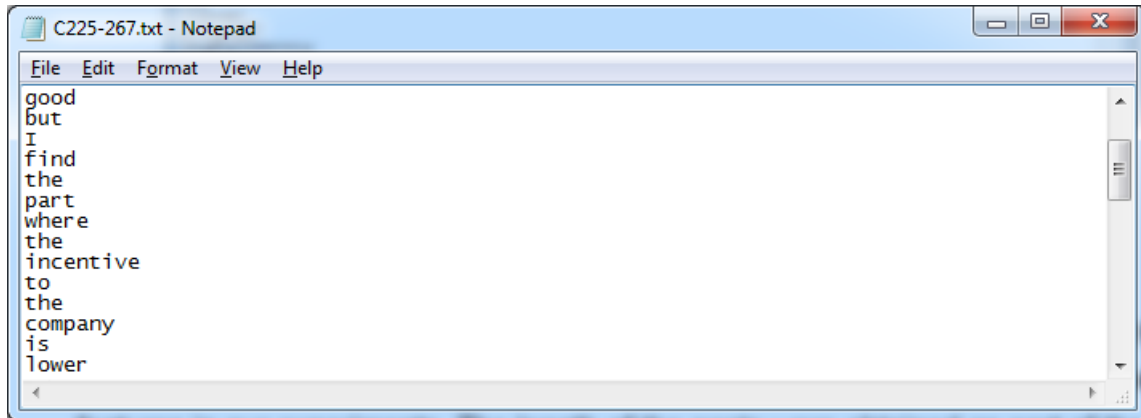 C225-267.txt - Notepad
File Edit Format View Help
good
but
I
find
the
part
where
the
incentive
to
the
company
is
lower